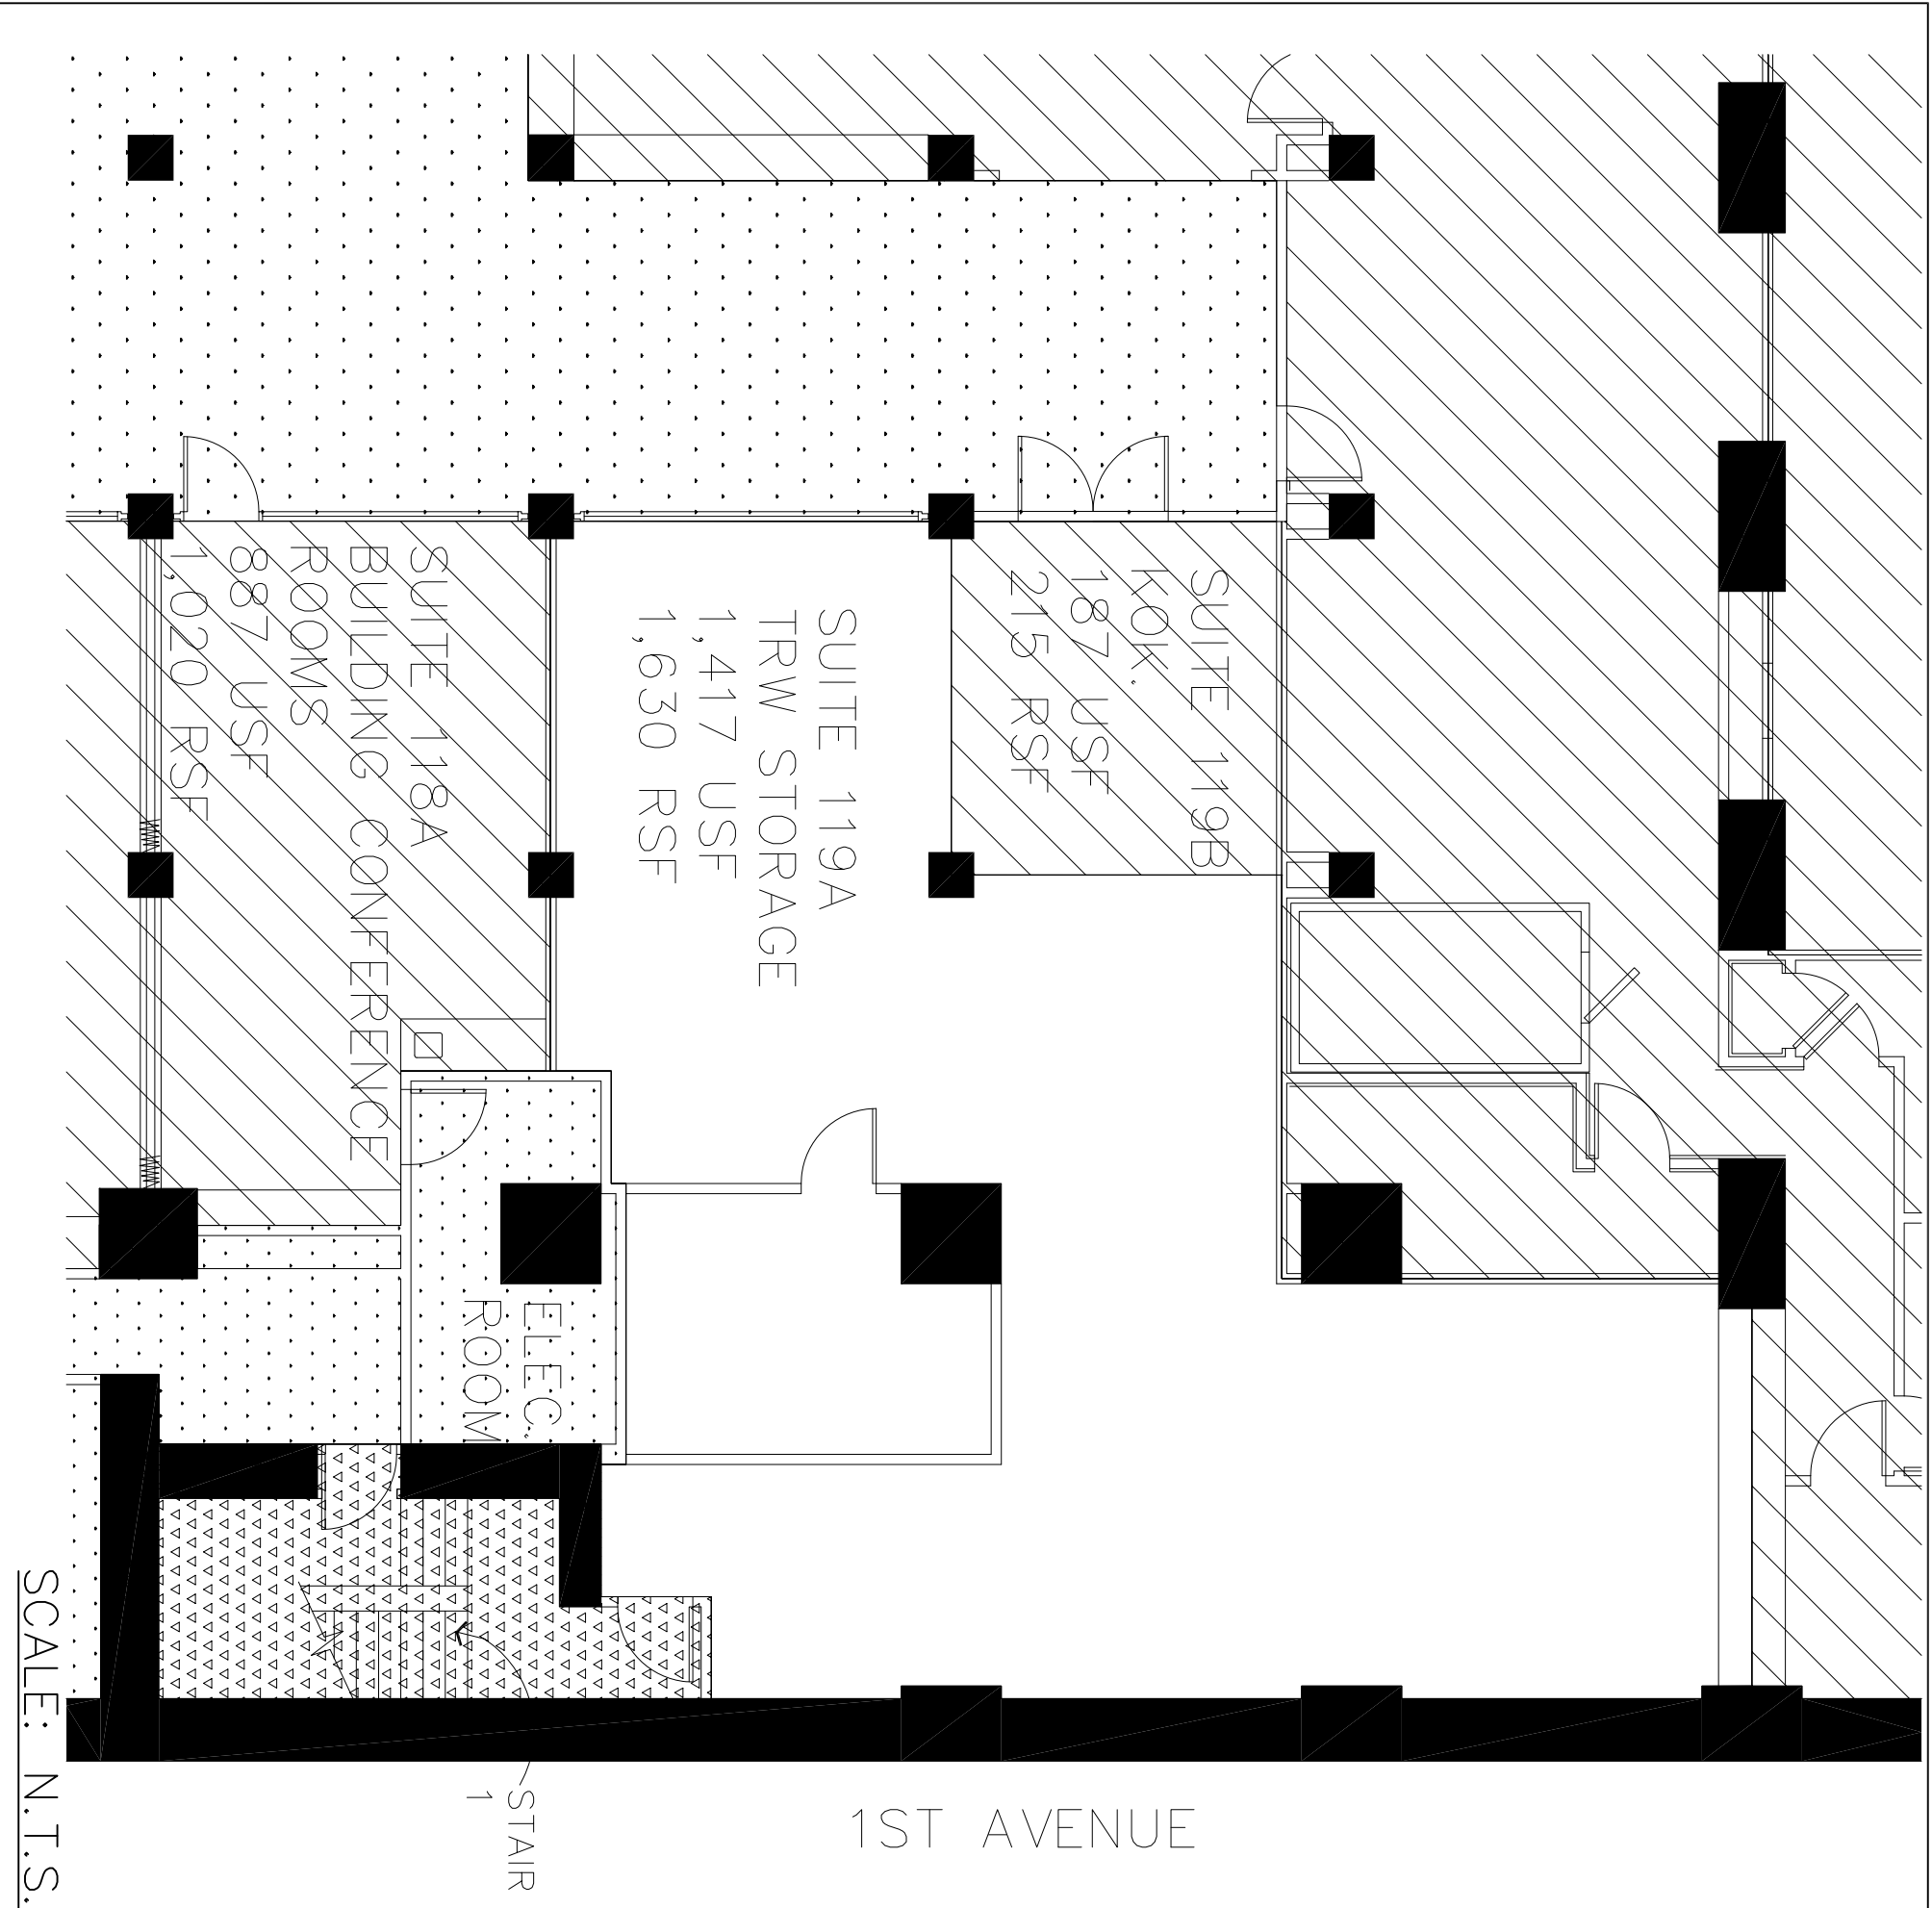 SUITE 119B
KOK.
187 USF
215 RSF
SUITE 119A
TRW STORAGE
1,417 USF
1,630 RSF
SUITE 118A
BUILDING CONFERENCE
ROOMS
887 USF
1,020 RSF
ELEC.
ROOM
STAIR
1
1ST AVENUE
SCALE: N.T.S.